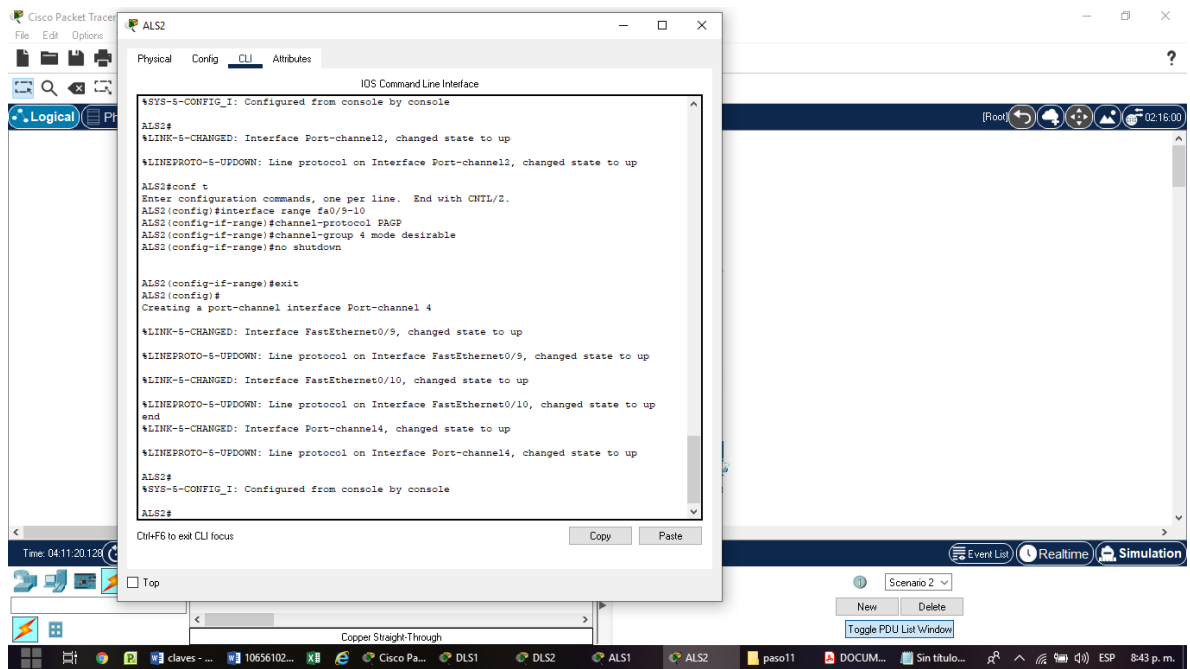 Cisco Packet Tracer
File Edit Options
ALS2
Physical Config CLI Attributes
IOS Command Line Interface
%SYS-5-CONFIG_I: Configured from console by console
ALS2#
%LINK-5-CHANGED: Interface Port-channel2, changed state to up
%LINEPROTO-5-UPDOWN: Line protocol on Interface Port-channel2, changed state to up
ALS2#conf t
Enter configuration commands, one per line. End with CNTL/Z.
ALS2(config)#interface range fa0/9-10
ALS2(config-if-range)#channel-protocol PAGP
ALS2(config-if-range)#channel-group 4 mode desirable
ALS2(config-if-range)#no shutdown
ALS2(config-if-range)#exit
ALS2(config)#
Creating a port-channel interface Port-channel 4
%LINK-5-CHANGED: Interface FastEthernet0/9, changed state to up
%LINEPROTO-5-UPDOWN: Line protocol on Interface FastEthernet0/9, changed state to up
%LINK-5-CHANGED: Interface FastEthernet0/10, changed state to up
%LINEPROTO-5-UPDOWN: Line protocol on Interface FastEthernet0/10, changed state to up
end
%LINK-5-CHANGED: Interface Port-channel4, changed state to up
%LINEPROTO-5-UPDOWN: Line protocol on Interface Port-channel4, changed state to up
ALS2#
%SYS-5-CONFIG_I: Configured from console by console
ALS2#
Ctrl+F6 to exit CLI focus
Copy Paste
Top
Logical Ph
[Root] 02:16:00
Time: 04:11:20.128
Event List Realtime Simulation
Scenario 2
New Delete
Toggle PDU List Window
Copper Straight-Through
claves - ... 10656102... Cisco Pa... DLS1 DLS2 ALS1 ALS2 paso11 DOCUM... Sin título... ESP 8:43 p. m.